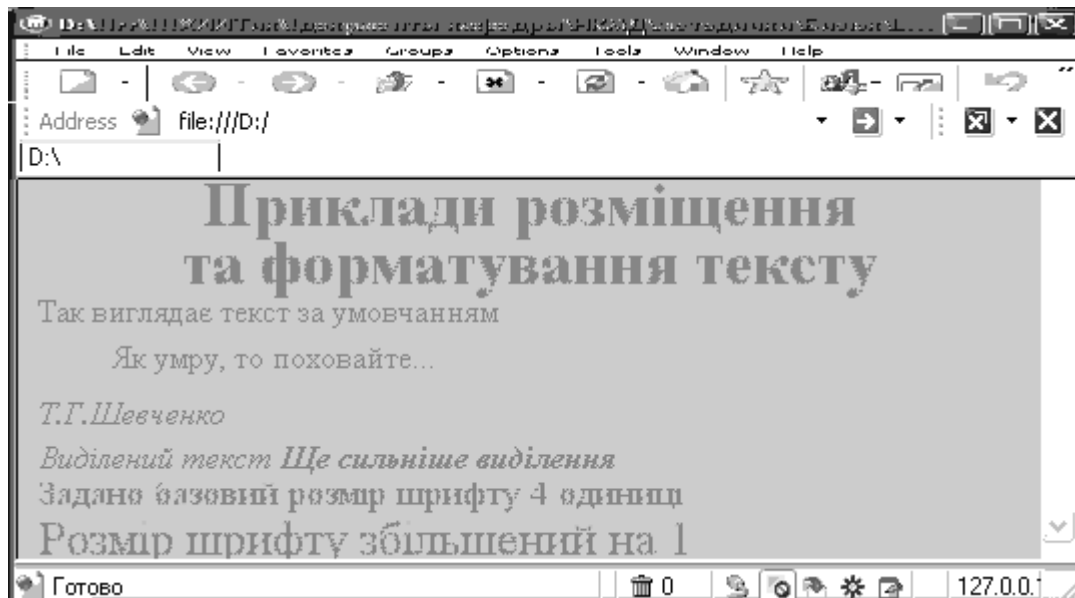 File Edit View Favorites Groups Options Tools Window Help
Address file:///D:/
D:\
Приклади розміщення
та форматування тексту
Так виглядає текст за умовчанням
Як умру, то поховайте...
Т.Г.Шевченко
Виділений текст Ще сильніше виділення
Задано базовий розмір шрифту 4 одиниці
Розмір шрифту збільшений на 1
Готово 0 127.0.0.1